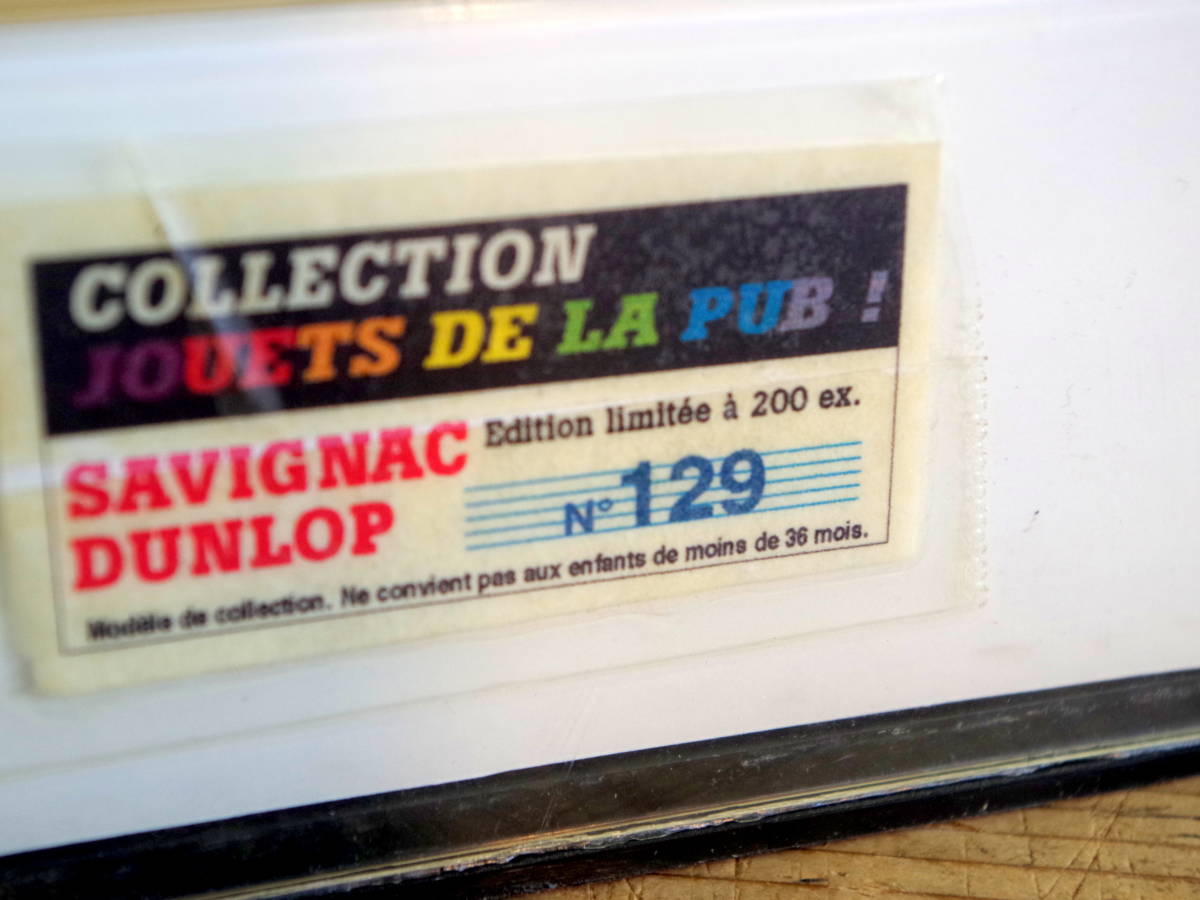 COLLECTION
JOUETS DE LA PUB !
SAVIGNAC
DUNLOP
Edition limitée à 200 ex.
N° 129
Modèle de collection. Ne convient pas aux enfants de moins de 36 mois.